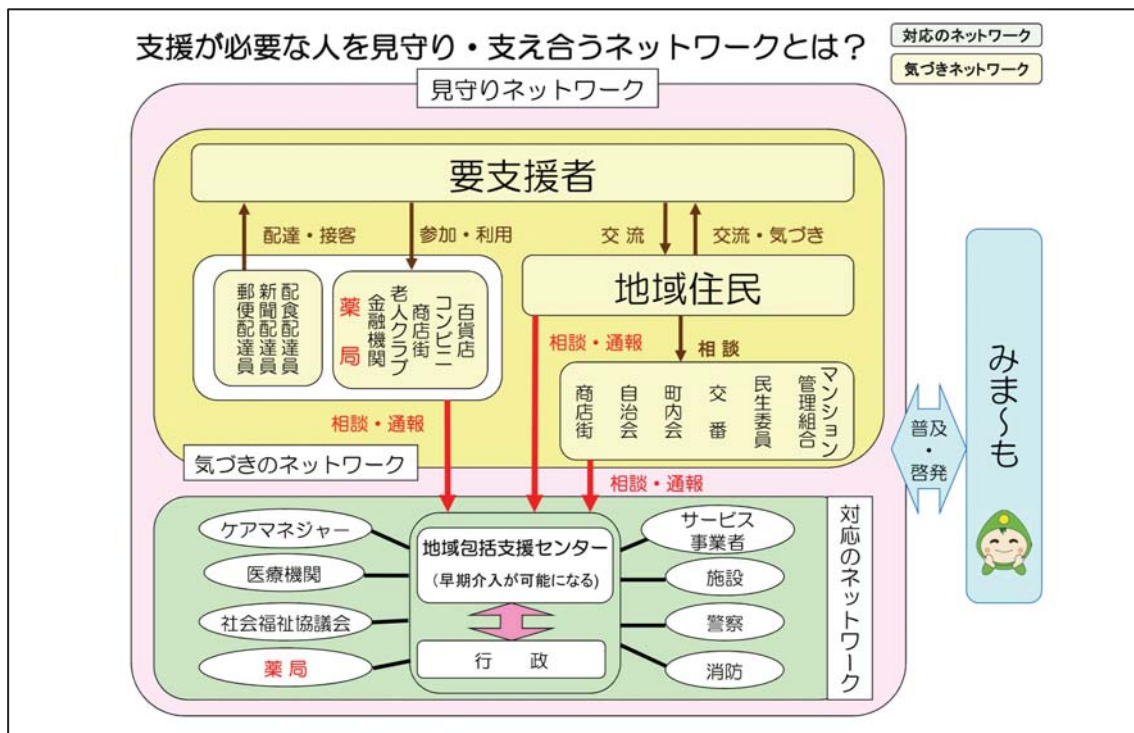 支援が必要な人を見守り・支え合うネットワークとは？
対応のネットワーク
気づきネットワーク
見守りネットワーク
要支援者
配達・接客
参加・利用
交 流
交流・気づき
配食配達員
新聞配達員
郵便配達員
百貨店
コンビニ
商店街
老人クラブ
金融機関
薬局
地域住民
相談・通報
相 談
マンション
管理組合
民生委員
交 番
町内会
自治会
商店街
相談・通報
気づきのネットワーク
相談・通報
普及
・
啓発
みま～も
対応のネットワーク
ケアマネジャー
医療機関
社会福祉協議会
薬局
地域包括支援センター
(早期介入が可能になる)
行 政
サービス
事業者
施設
警察
消防